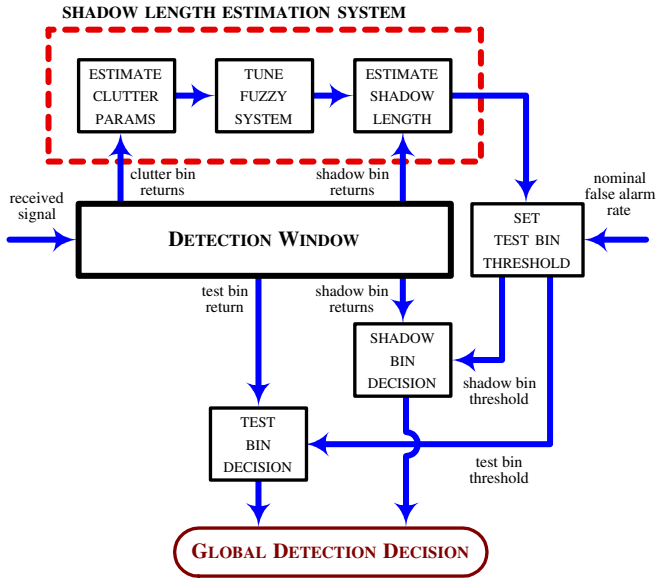 SHADOW LENGTH ESTIMATION SYSTEM
ESTIMATE
CLUTTER
PARAMS
TUNE
FUZZY
SYSTEM
ESTIMATE
SHADOW
LENGTH
clutter bin
returns
shadow bin
returns
received
signal
nominal
false alarm
rate
DETECTION WINDOW
SET
TEST BIN
THRESHOLD
test bin
return
shadow bin
returns
SHADOW
BIN
DECISION
shadow bin
threshold
TEST
BIN
DECISION
test bin
threshold
GLOBAL DETECTION DECISION